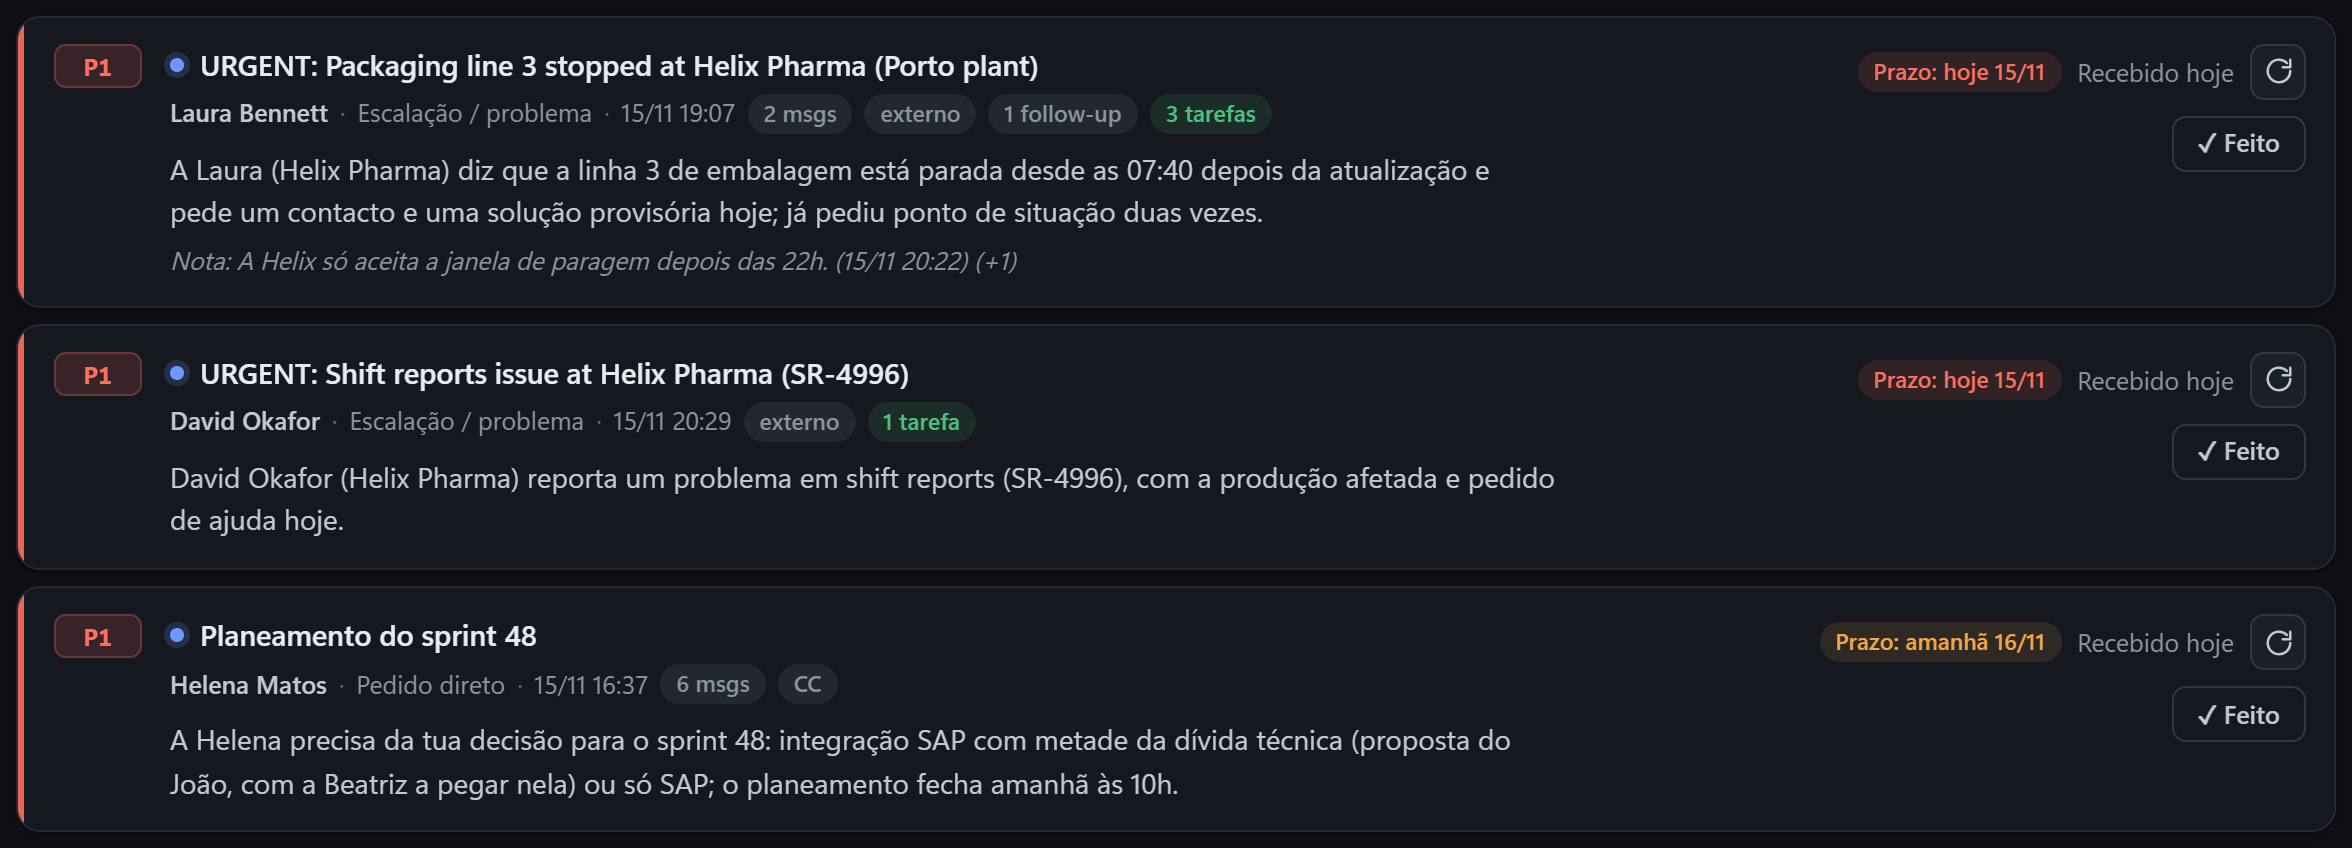 P1 URGENT: Packaging line 3 stopped at Helix Pharma (Porto plant) Prazo: hoje 15/11 Recebido hoje
Laura Bennett · Escalação / problema · 15/11 19:07 2 msgs externo 1 follow-up 3 tarefas
✓ Feito
A Laura (Helix Pharma) diz que a linha 3 de embalagem está parada desde as 07:40 depois da atualização e
pede um contacto e uma solução provisória hoje; já pediu ponto de situação duas vezes.
Nota: A Helix só aceita a janela de paragem depois das 22h. (15/11 20:22) (+1)
P1 URGENT: Shift reports issue at Helix Pharma (SR-4996) Prazo: hoje 15/11 Recebido hoje
David Okafor · Escalação / problema · 15/11 20:29 externo 1 tarefa
✓ Feito
David Okafor (Helix Pharma) reporta um problema em shift reports (SR-4996), com a produção afetada e pedido
de ajuda hoje.
P1 Planeamento do sprint 48 Prazo: amanhã 16/11 Recebido hoje
Helena Matos · Pedido direto · 15/11 16:37 6 msgs CC
✓ Feito
A Helena precisa da tua decisão para o sprint 48: integração SAP com metade da dívida técnica (proposta do
João, com a Beatriz a pegar nela) ou só SAP; o planeamento fecha amanhã às 10h.